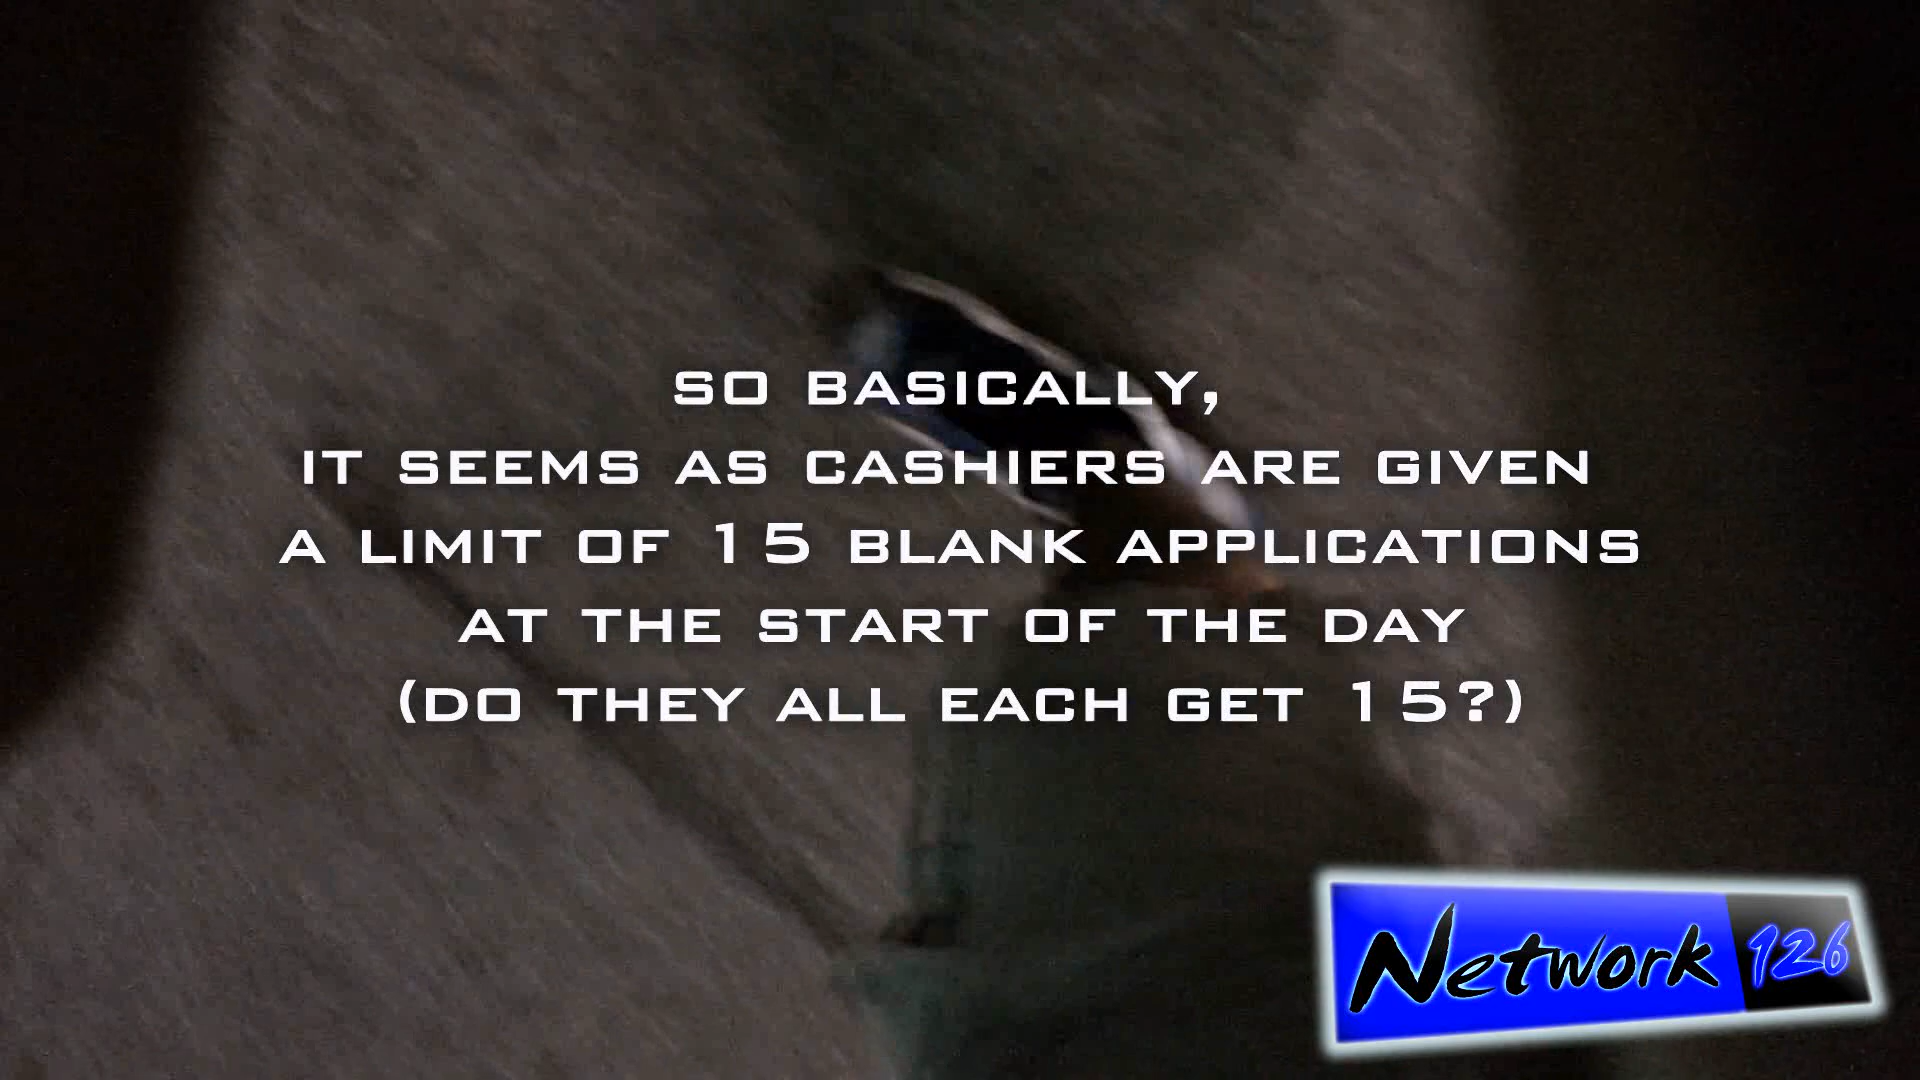 SO BASICALLY,
IT SEEMS AS CASHIERS ARE GIVEN
A LIMIT OF 15 BLANK APPLICATIONS
AT THE START OF THE DAY
(DO THEY ALL EACH GET 15?)
Network 126